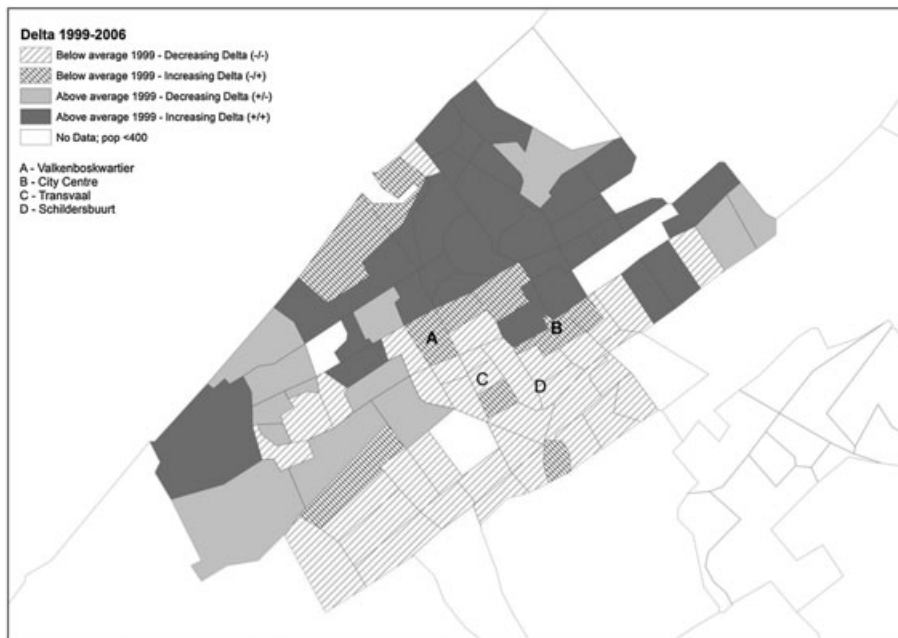 Delta 1999-2006
Below average 1999 - Decreasing Delta (-/-)
Below average 1999 - Increasing Delta (-/+)
Above average 1999 - Decreasing Delta (+/-)
Above average 1999 - Increasing Delta (+/+)
No Data; pop <400
A - Valkenboskwartier
B - City Centre
C - Transvaal
D - Schildersbuurt
A
B
C
D